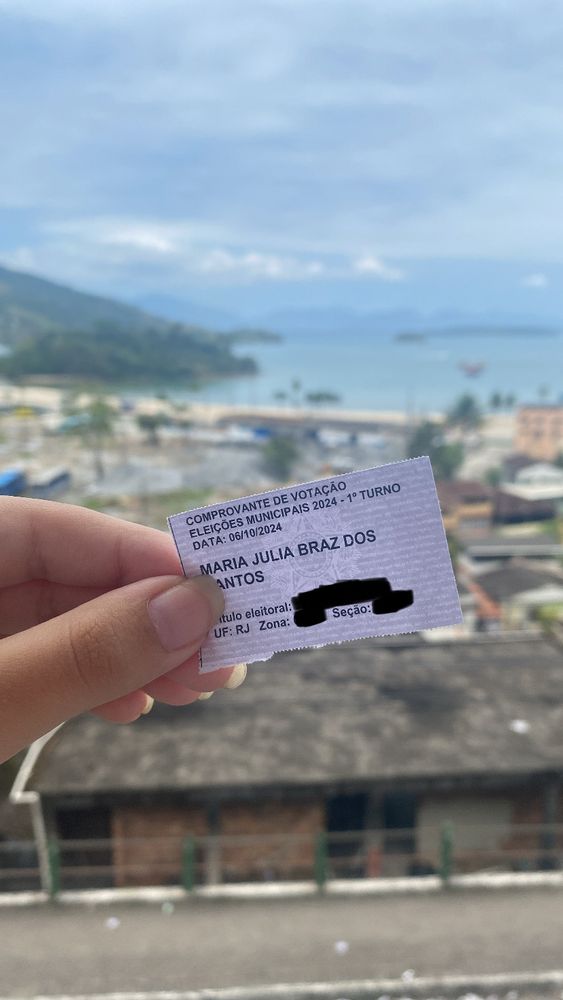 COMPROVANTE DE VOTAÇÃO
ELEIÇÕES MUNICIPAIS 2024 - 1º TURNO
DATA: 06/10/2024
MARIA JULIA BRAZ DOS
ANTOS
ítulo eleitoral:
UF: RJ Zona: Seção: